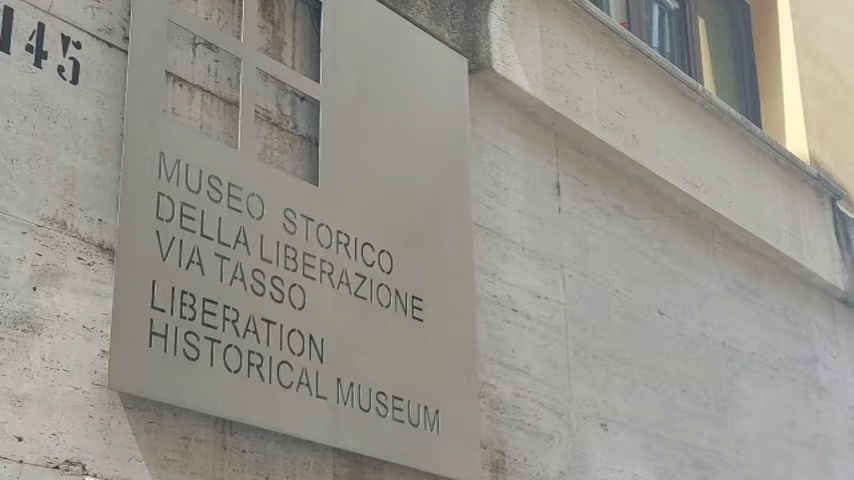 145
MUSEO STORICO
DELLA LIBERAZIONE
VIA TASSO
LIBERATION
HISTORICAL MUSEUM